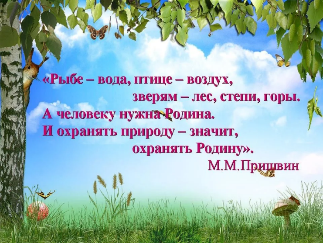 «Рыбе – вода, птице – воздух,
зверям – лес, степи, горы.
А человеку нужна Родина.
И охранять природу – значит,
охранять Родину».
М.М.Пришвин